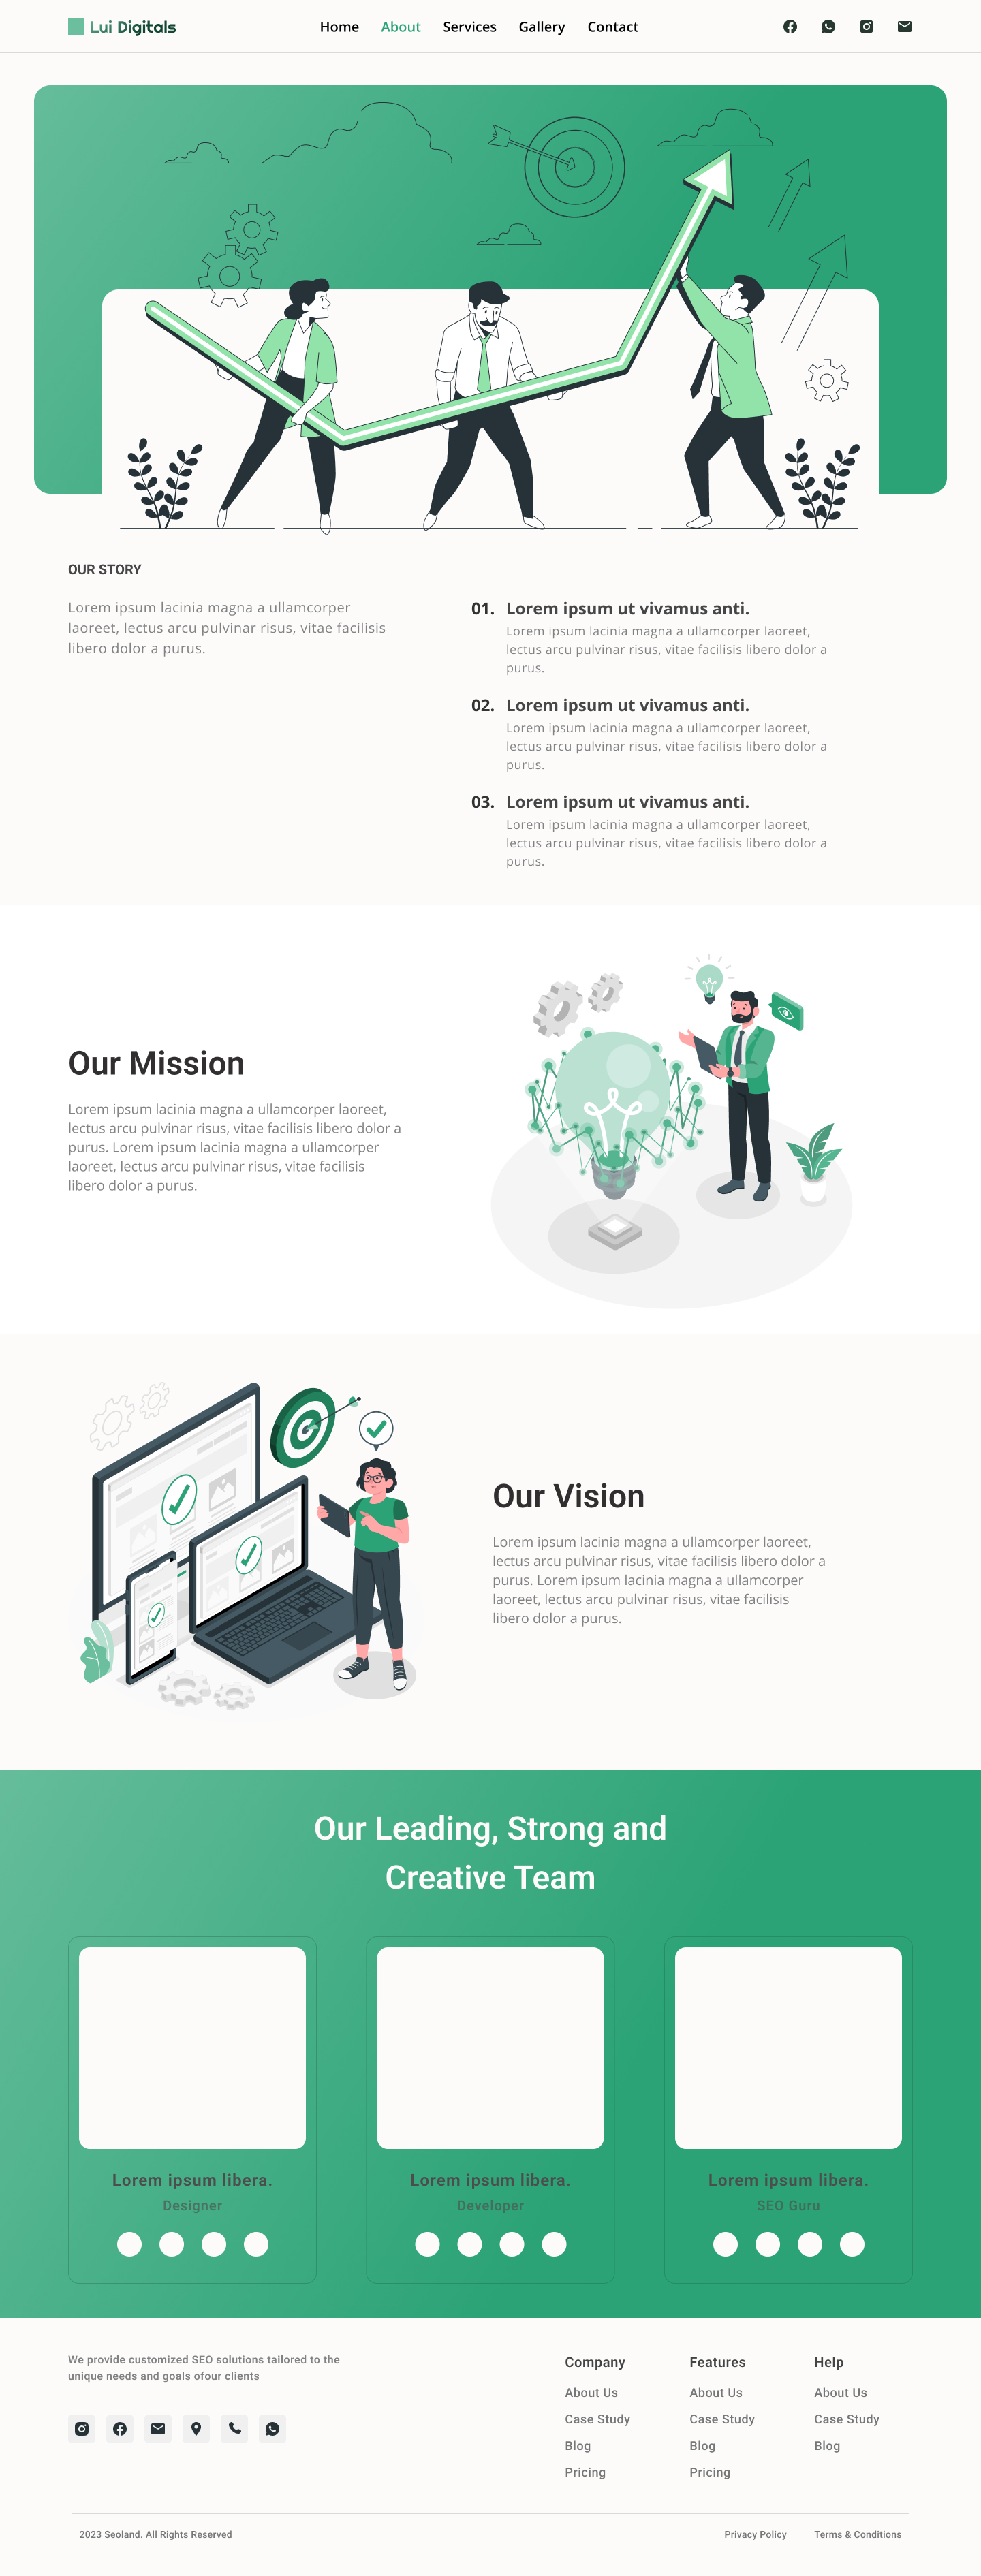 Lui Digitals
Home About Services Gallery Contact
OUR STORY
Lorem ipsum lacinia magna a ullamcorper
laoreet, lectus arcu pulvinar risus, vitae facilisis
libero dolor a purus.
01. Lorem ipsum ut vivamus anti.
Lorem ipsum lacinia magna a ullamcorper laoreet,
lectus arcu pulvinar risus, vitae facilisis libero dolor a
purus.
02. Lorem ipsum ut vivamus anti.
Lorem ipsum lacinia magna a ullamcorper laoreet,
lectus arcu pulvinar risus, vitae facilisis libero dolor a
purus.
03. Lorem ipsum ut vivamus anti.
Lorem ipsum lacinia magna a ullamcorper laoreet,
lectus arcu pulvinar risus, vitae facilisis libero dolor a
purus.
Our Mission
Lorem ipsum lacinia magna a ullamcorper laoreet,
lectus arcu pulvinar risus, vitae facilisis libero dolor a
purus. Lorem ipsum lacinia magna a ullamcorper
laoreet, lectus arcu pulvinar risus, vitae facilisis
libero dolor a purus.
Our Vision
Lorem ipsum lacinia magna a ullamcorper laoreet,
lectus arcu pulvinar risus, vitae facilisis libero dolor a
purus. Lorem ipsum lacinia magna a ullamcorper
laoreet, lectus arcu pulvinar risus, vitae facilisis
libero dolor a purus.
Our Leading, Strong and
Creative Team
Lorem ipsum libera.
Designer
Lorem ipsum libera.
Developer
Lorem ipsum libera.
SEO Guru
We provide customized SEO solutions tailored to the
unique needs and goals ofour clients
Company
About Us
Case Study
Blog
Pricing
Features
About Us
Case Study
Blog
Pricing
Help
About Us
Case Study
Blog
2023 Seoland. All Rights Reserved
Privacy Policy
Terms & Conditions